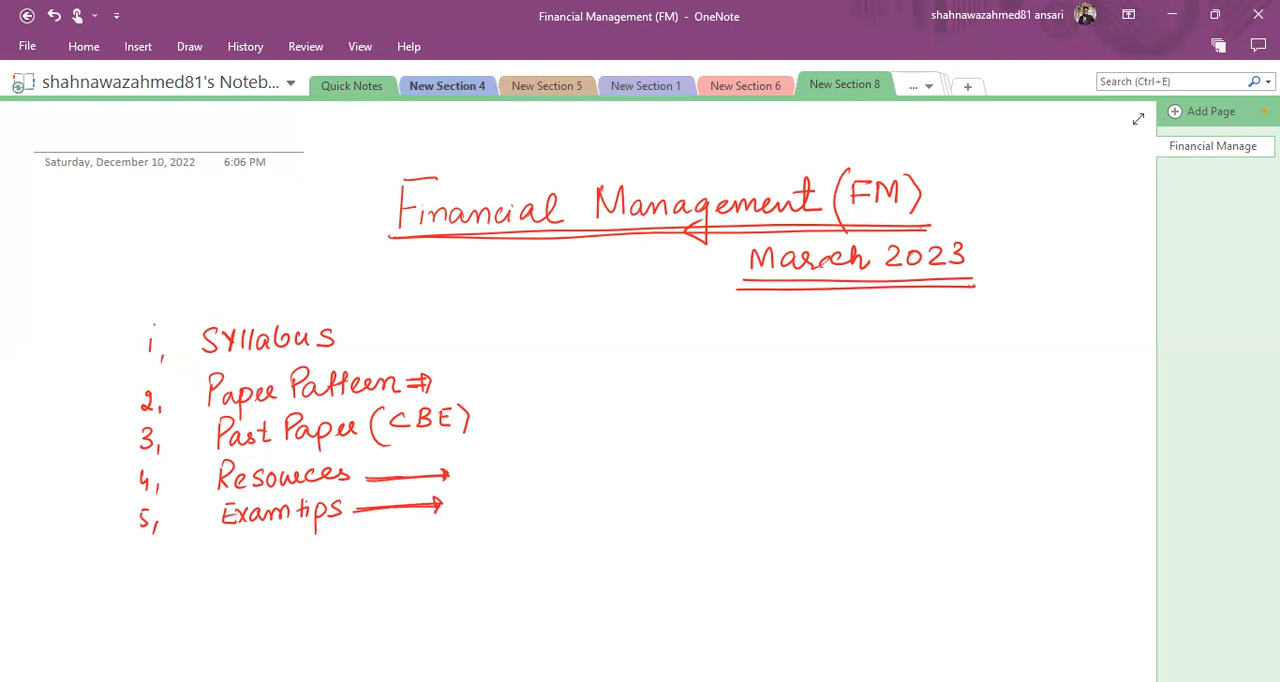 Financial Management (FM) - OneNote
shahnawazahmed81 ansari
File Home Insert Draw History Review View Help
shahnawazahmed81's Noteb...
Quick Notes New Section 4 New Section 5 New Section 1 New Section 6 New Section 8 ...
Search (Ctrl+E)
Add Page
Financial Manage
Saturday, December 10, 2022 6:06 PM
Financial Management (FM)
March 2023
i, Syllabus
2, Paper Pattern ⇒
3, Past Paper (CBE)
4, Resources →
5, Exam tips →